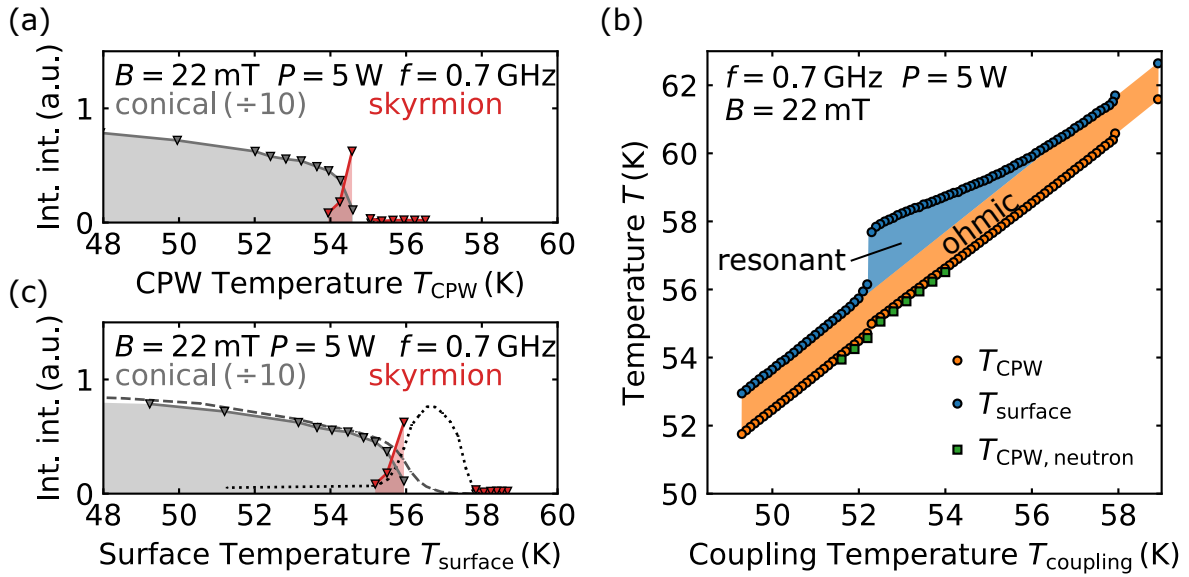 (a)
Int. int. (a.u.)
1
0
B = 22 mT P = 5 W f = 0.7 GHz
conical (÷10) skyrmion
48 50 52 54 56 58 60
CPW Temperature T_CPW (K)
(c)
Int. int. (a.u.)
1
0
B = 22 mT P = 5 W f = 0.7 GHz
conical (÷10) skyrmion
48 50 52 54 56 58 60
Surface Temperature T_surface (K)
(b)
Temperature T (K)
62
60
58
56
54
52
50
f = 0.7 GHz P = 5 W
B = 22 mT
resonant
ohmic
T_CPW
T_surface
T_CPW, neutron
50 52 54 56 58
Coupling Temperature T_coupling (K)